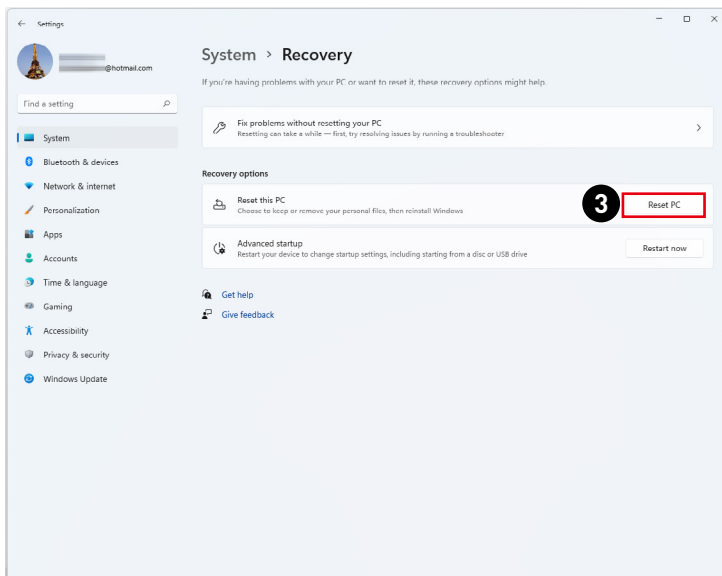 Settings
@hotmail.com
System > Recovery
If you're having problems with your PC or want to reset it, these recovery options might help.
Find a setting
Fix problems without resetting your PC
Resetting can take a while — first, try resolving issues by running a troubleshooter
System
Bluetooth & devices
Network & internet
Personalization
Apps
Accounts
Time & language
Gaming
Accessibility
Privacy & security
Windows Update
Recovery options
Reset this PC
Choose to keep or remove your personal files, then reinstall Windows
3
Reset PC
Advanced startup
Restart your device to change startup settings, including starting from a disc or USB drive
Restart now
Get help
Give feedback